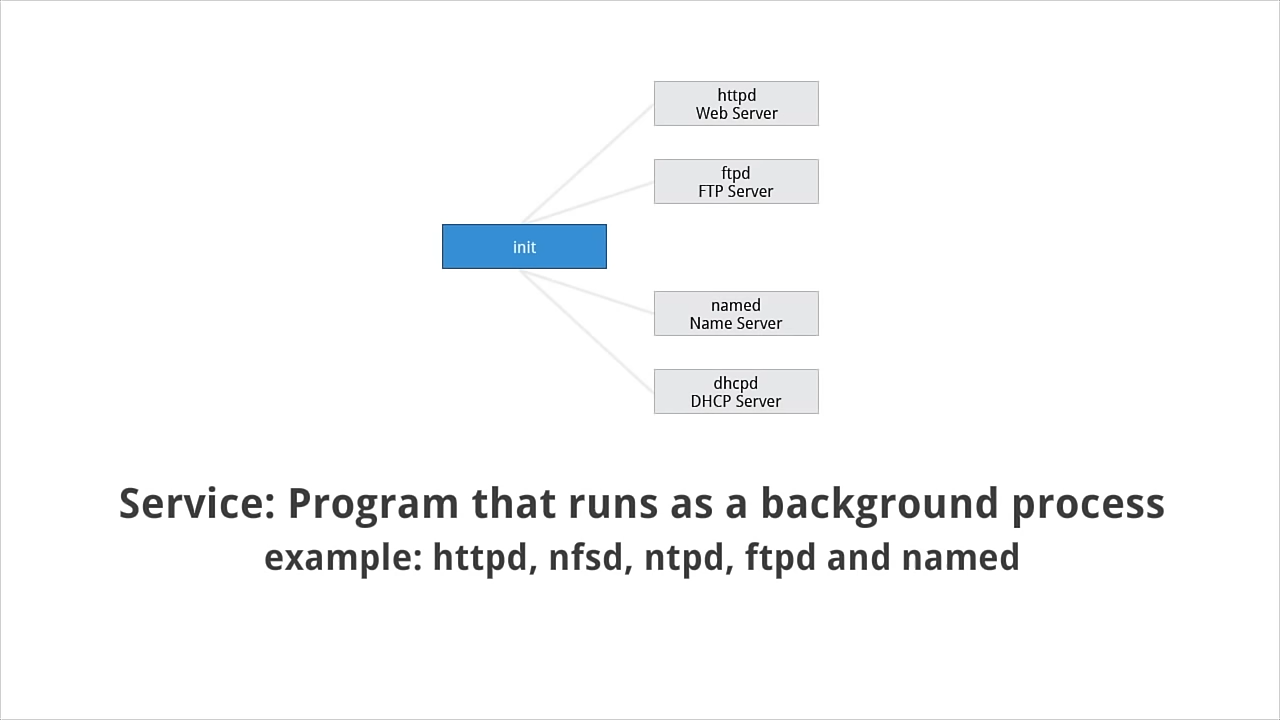 httpd
Web Server
ftpd
FTP Server
init
named
Name Server
dhcpd
DHCP Server
Service: Program that runs as a background process
example: httpd, nfsd, ntpd, ftpd and named